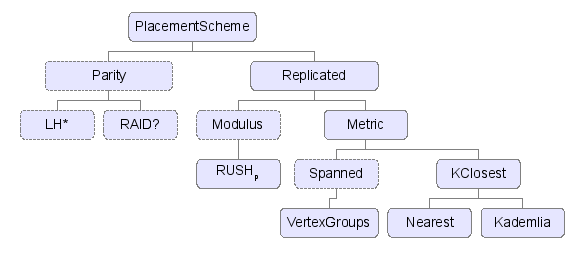 PlacementScheme
Parity Replicated
LH* RAID? Modulus Metric
RUSHp Spanned KClosest
VertexGroups Nearest Kademlia